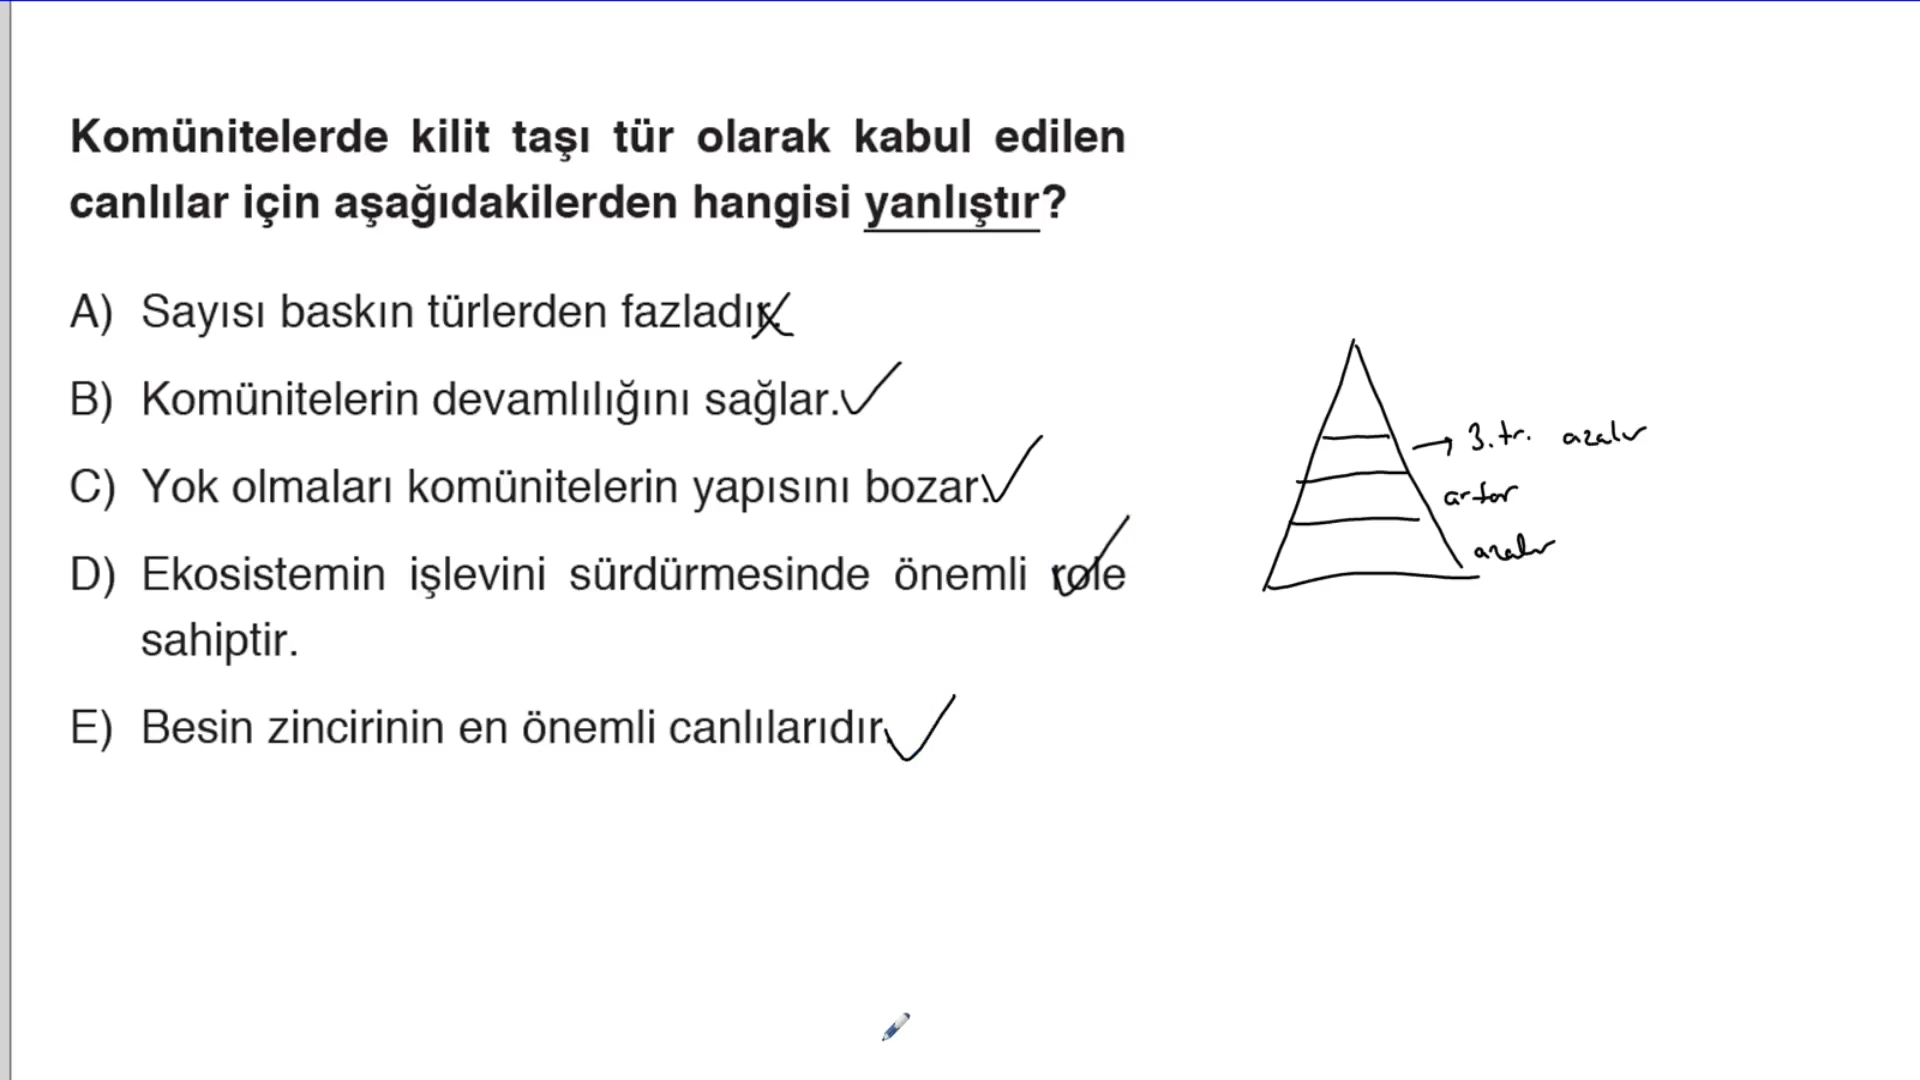 Komünitelerde kilit taşı tür olarak kabul edilen
canlılar için aşağıdakilerden hangisi yanlıştır?
A) Sayısı baskın türlerden fazladır.
B) Komünitelerin devamlılığını sağlar.
C) Yok olmaları komünitelerin yapısını bozar.
D) Ekosistemin işlevini sürdürmesinde önemli role
sahiptir.
E) Besin zincirinin en önemli canlılarıdır.
3. tr. azalır
artar
azalır